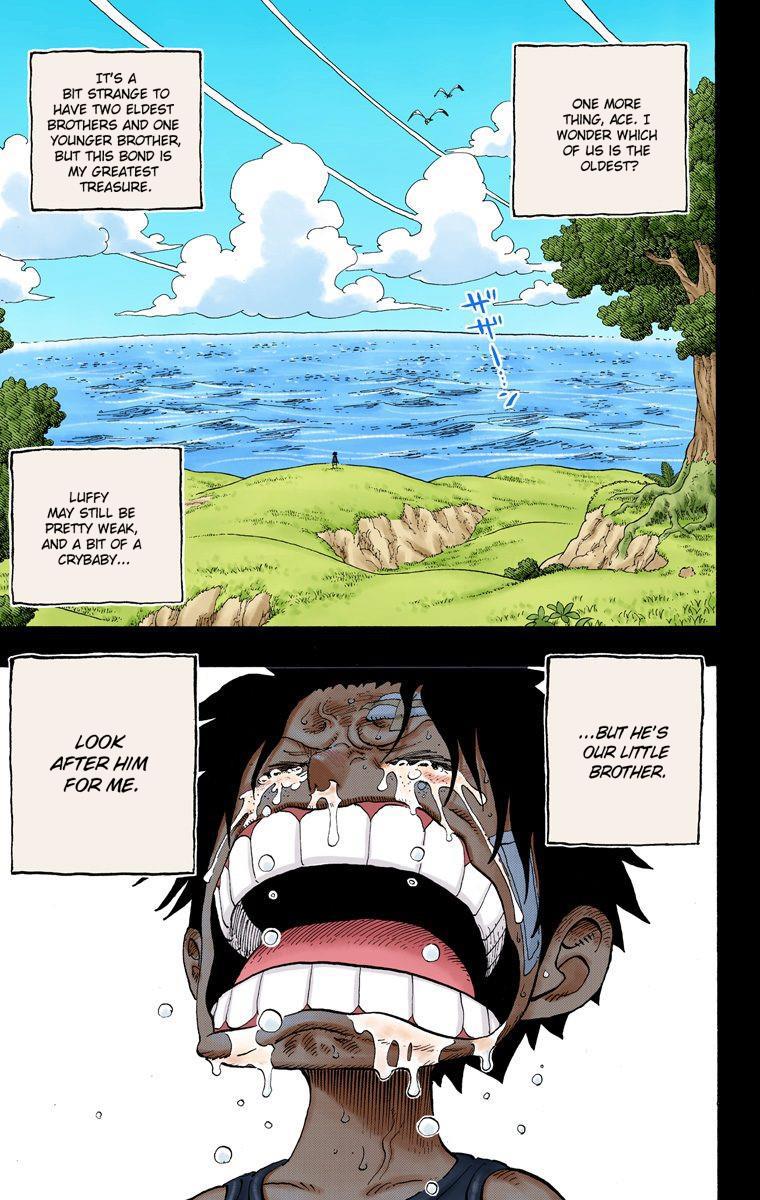 ONE MORE
THING, ACE. I
WONDER WHICH
OF US IS THE
OLDEST?
IT'S A
BIT STRANGE TO
HAVE TWO ELDEST
BROTHERS AND ONE
YOUNGER BROTHER,
BUT THIS BOND IS
MY GREATEST
TREASURE.
ザザー…ン
LUFFY
MAY STILL BE
PRETTY WEAK,
AND A BIT OF A
CRYBABY...
...BUT HE'S
OUR LITTLE
BROTHER.
LOOK
AFTER HIM
FOR ME.